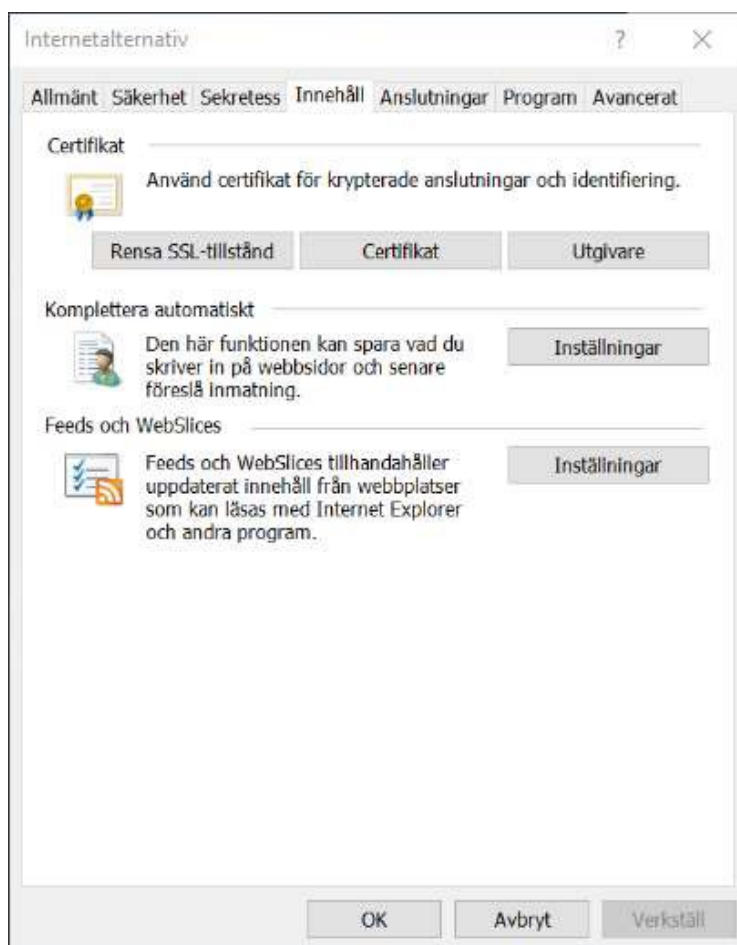 Internetalternativ ?
Allmänt Säkerhet Sekretess Innehåll Anslutningar Program Avancerat
Certifikat
Använd certifikat för krypterade anslutningar och identifiering.
Rensa SSL-tillstånd Certifikat Utgivare
Komplettera automatiskt
Den här funktionen kan spara vad du
skriver in på webbsidor och senare
föreslå inmatning.
Inställningar
Feeds och WebSlices
Feeds och WebSlices tillhandahåller
uppdaterat innehåll från webbplatser
som kan läsas med Internet Explorer
och andra program.
Inställningar
OK Avbryt Verkställ